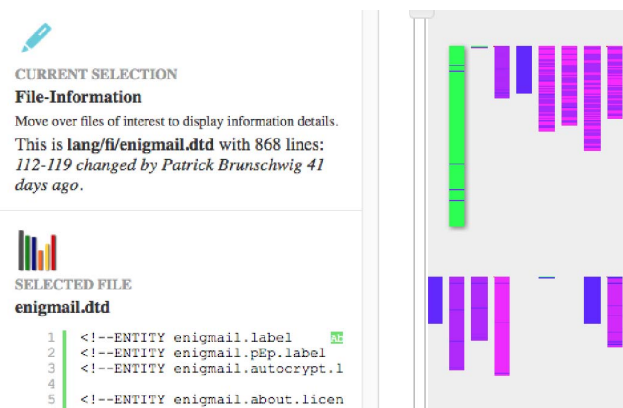 CURRENT SELECTION
File-Information
Move over files of interest to display information details.
This is lang/fi/enigmail.dtd with 868 lines:
112-119 changed by Patrick Brunschwig 41
days ago.
SELECTED FILE
enigmail.dtd
1 <!--ENTITY enigmail.label
2 <!--ENTITY enigmail.pEp.label
3 <!--ENTITY enigmail.autocrypt.l
4
5 <!--ENTITY enigmail.about.licen